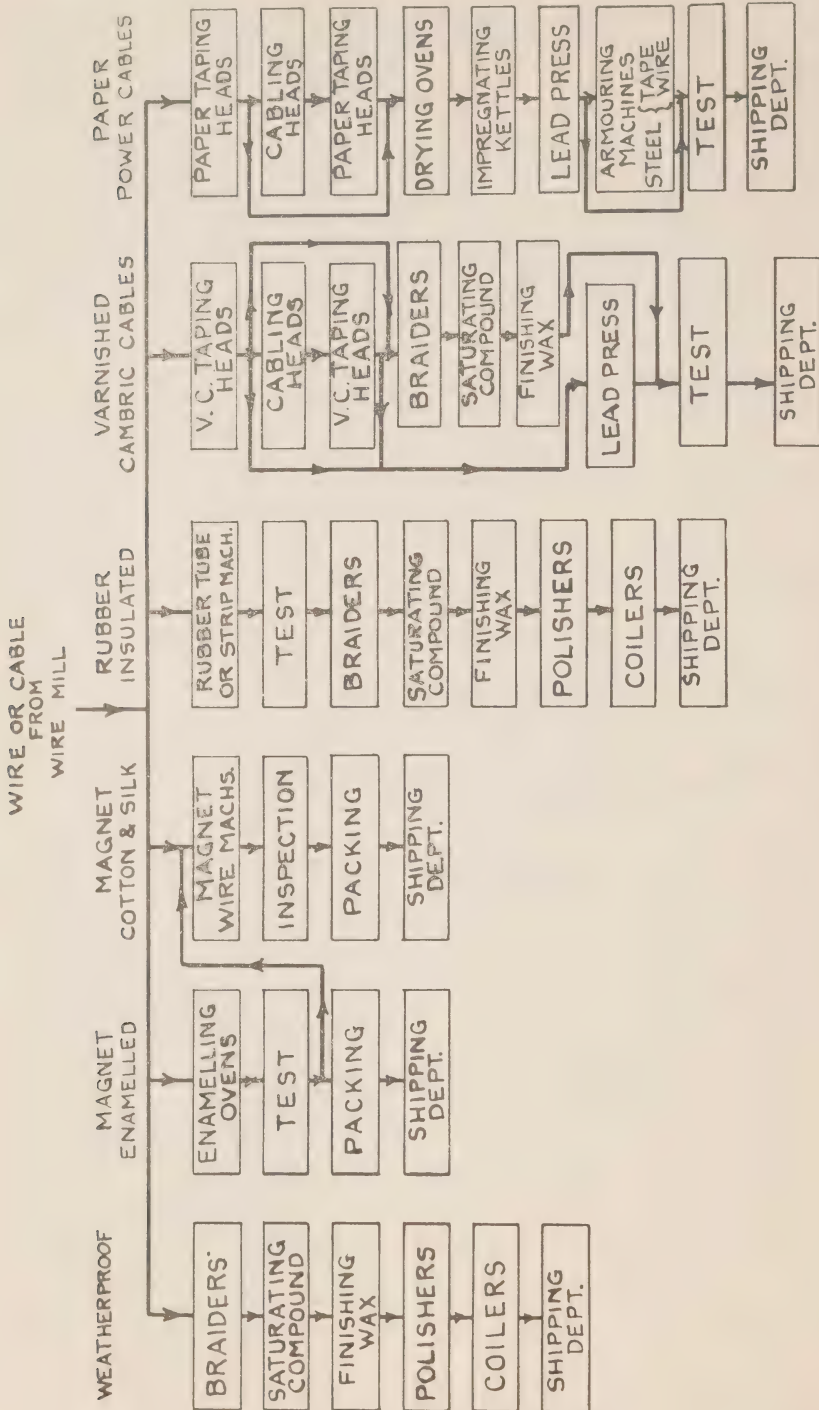 WIRE OR CABLE
FROM
WIRE MILL
WEATHERPROOF
BRAIDERS
SATURATING
COMPOUND
FINISHING
WAX
POLISHERS
COILERS
SHIPPING
DEPT.
MAGNET
ENAMELLED
ENAMELLING
OVENS
TEST
PACKING
SHIPPING
DEPT.
MAGNET
COTTON & SILK
MAGNET
WIRE MACHS.
INSPECTION
PACKING
SHIPPING
DEPT.
RUBBER
INSULATED
RUBBER TUBE
OR STRIP MACH.
TEST
BRAIDERS
SATURATING
COMPOUND
FINISHING
WAX
POLISHERS
COILERS
SHIPPING
DEPT.
VARNISHED
CAMBRIC CABLES
V. C. TAPING
HEADS
CABLING
HEADS
V. C. TAPING
HEADS
BRAIDERS
SATURATING
COMPOUND
FINISHING
WAX
LEAD PRESS
TEST
SHIPPING
DEPT.
PAPER
POWER CABLES
PAPER TAPING
HEADS
CABLING
HEADS
PAPER TAPING
HEADS
DRYING OVENS
IMPREGNATING
KETTLES
LEAD PRESS
ARMOURING
MACHINES
STEEL { TAPE
WIRE
TEST
SHIPPING
DEPT.